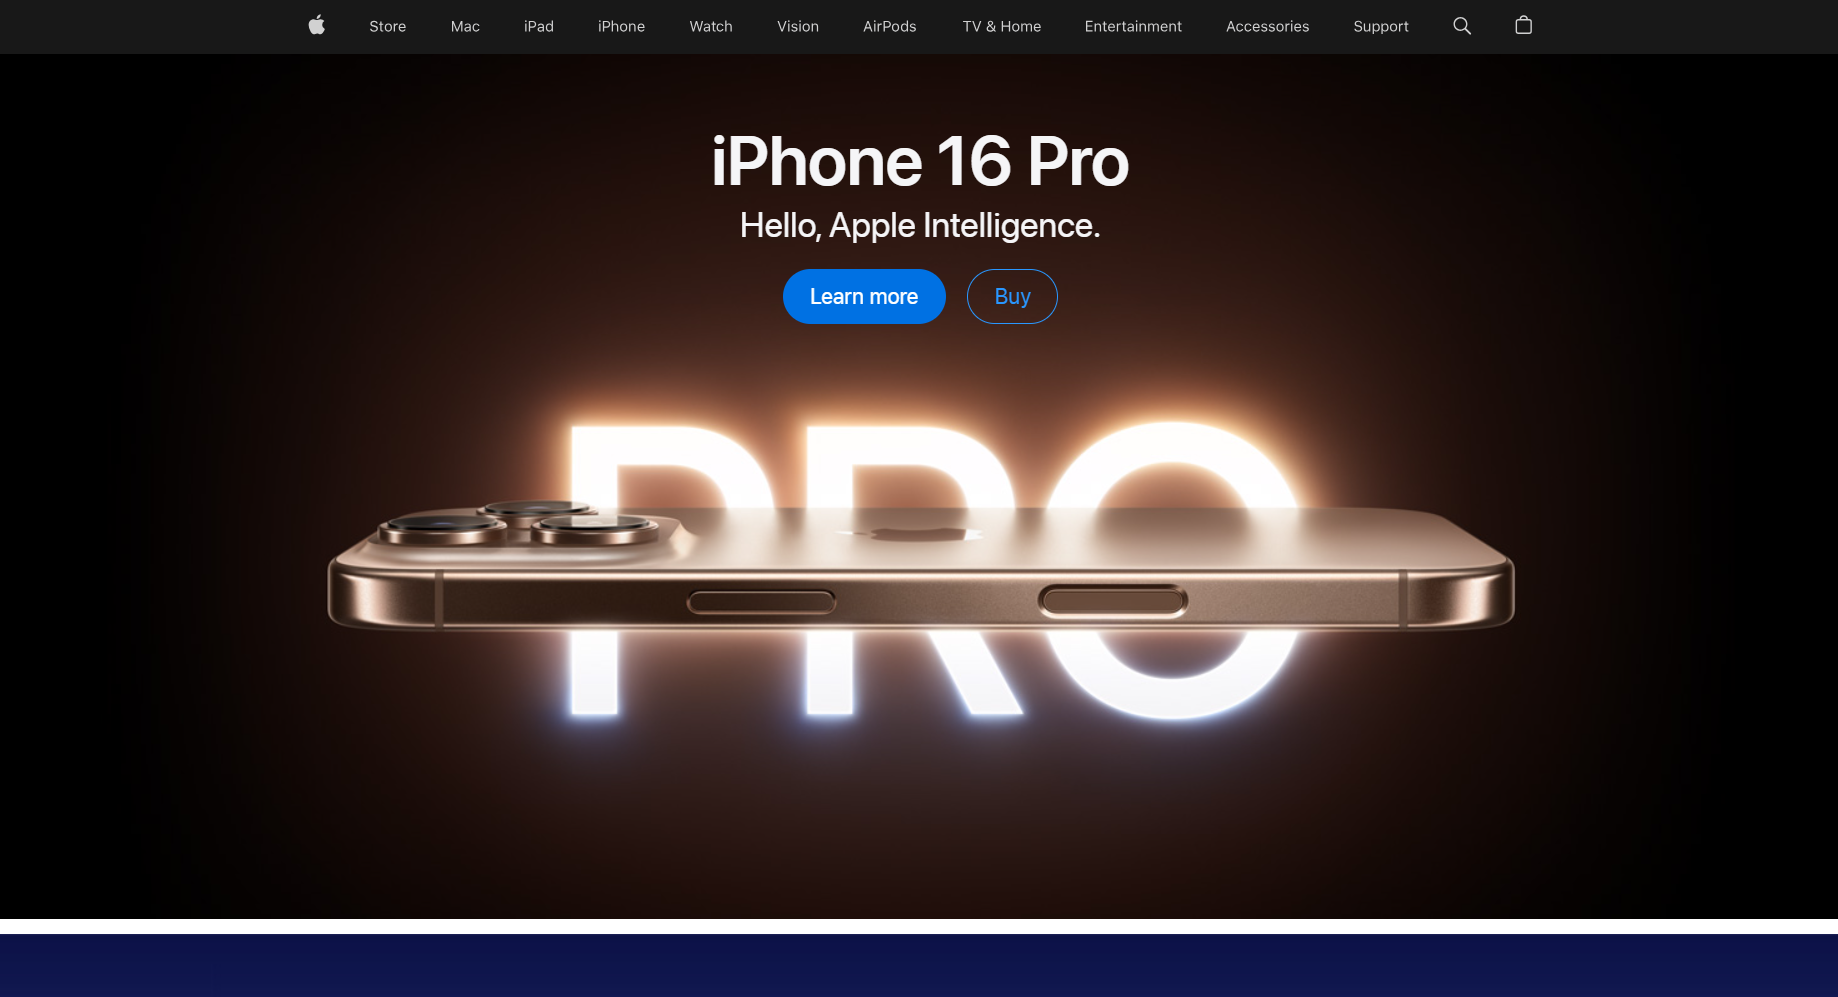 Store Mac iPad iPhone Watch Vision AirPods TV & Home Entertainment Accessories Support
iPhone 16 Pro
Hello, Apple Intelligence.
Learn more Buy
PRO